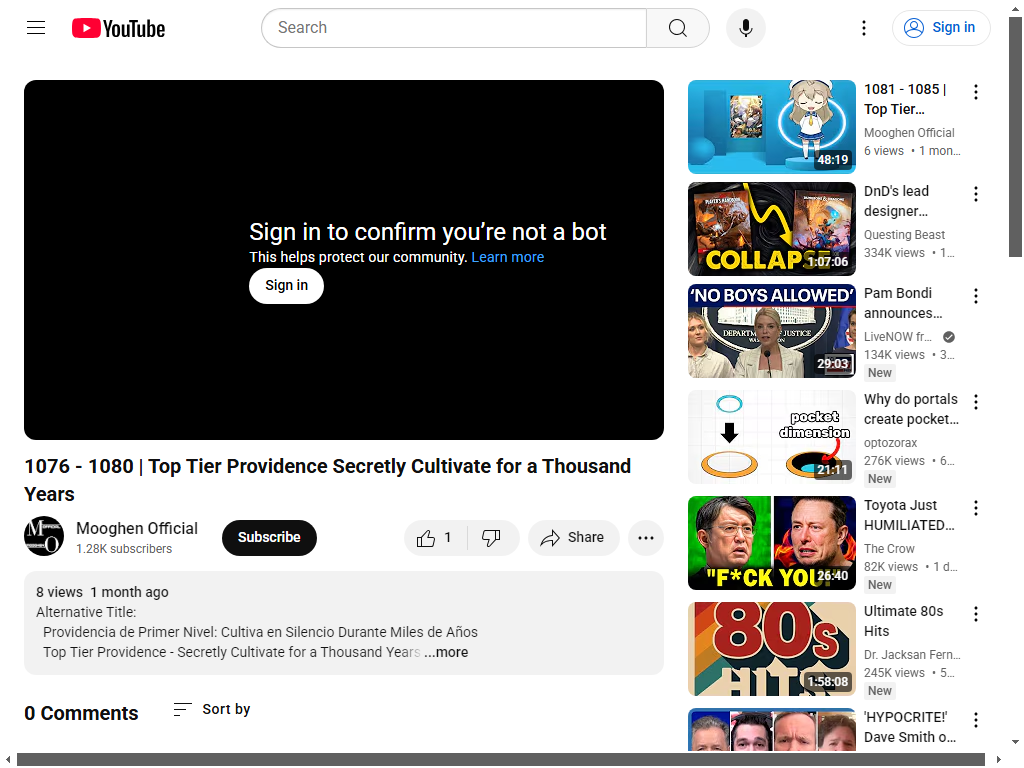 YouTube
Search
Sign in
Sign in to confirm you're not a bot
This helps protect our community. Learn more
Sign in
1076 - 1080 | Top Tier Providence Secretly Cultivate for a Thousand
Years
Mooghen Official
1.28K subscribers
Subscribe
1
Share
8 views 1 month ago
Alternative Title:
Providencia de Primer Nivel: Cultiva en Silencio Durante Miles de Años
Top Tier Providence - Secretly Cultivate for a Thousand Years ...more
0 Comments
Sort by
48:19
1081 - 1085 |
Top Tier…
Mooghen Official
6 views • 1 mon…
COLLAPSE
1:07:06
DnD's lead
designer…
Questing Beast
334K views • 1…
'NO BOYS ALLOWED'
DEPARTMENT OF JUSTICE
WASHINGTON
29:03
Pam Bondi
announces…
LiveNOW fr…
134K views • 3…
New
pocket
dimension
21:11
Why do portals
create pocket…
optozorax
276K views • 6…
New
"F*CK YOU!"
26:40
Toyota Just
HUMILIATED…
The Crow
82K views • 1 d…
New
80s
HITS
1:58:08
Ultimate 80s
Hits
Dr. Jacksan Fern…
245K views • 5…
New
'HYPOCRITE!'
Dave Smith o…